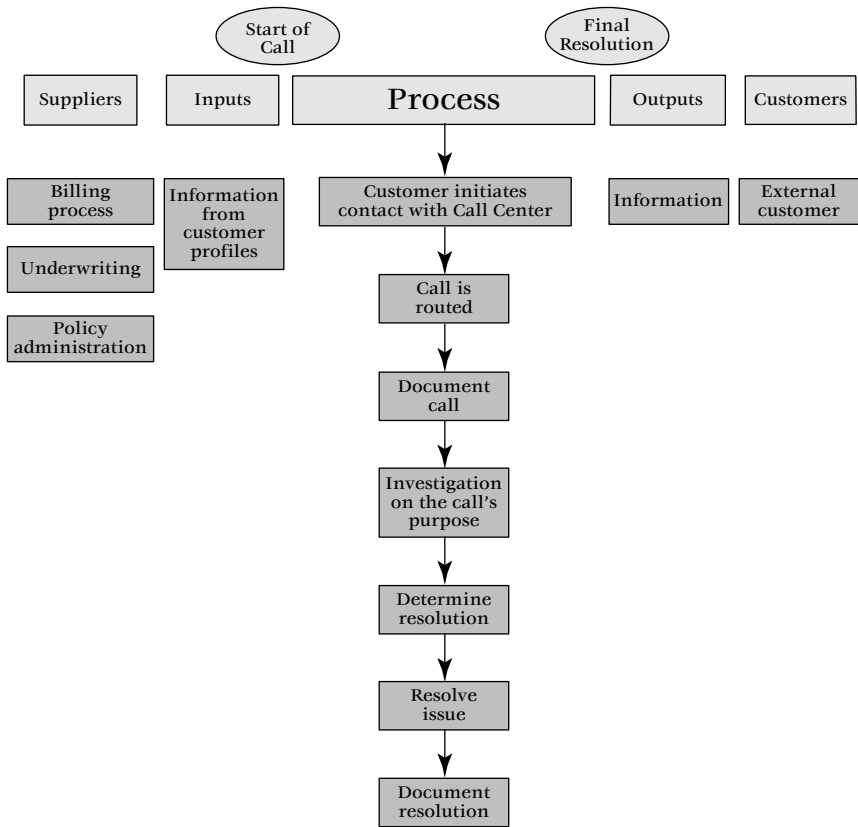 Start of
Call
Final
Resolution
Suppliers
Inputs
Process
Outputs
Customers
Billing
process
Underwriting
Policy
administration
Information
from
customer
profiles
Customer initiates
contact with Call Center
Call is
routed
Document
call
Investigation
on the call's
purpose
Determine
resolution
Resolve
issue
Document
resolution
Information
External
customer